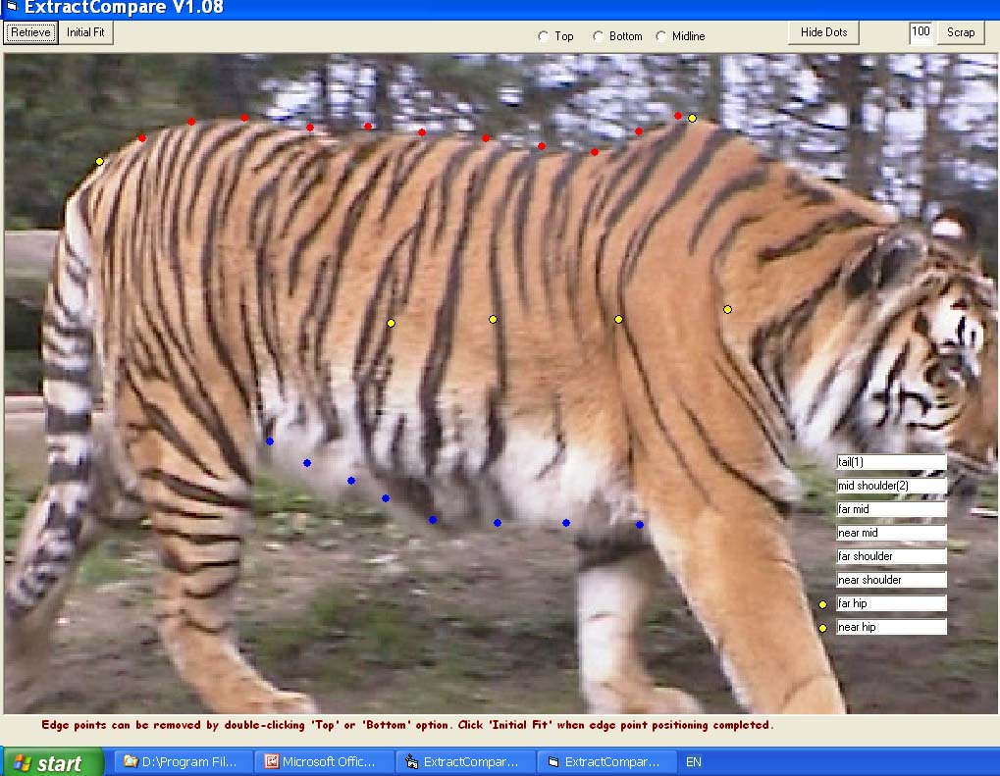 ExtractCompare V1.08
Retrieve Initial Fit Top Bottom Midline Hide Dots 100 Scrap
tail(1)
mid shoulder(2)
far mid
near mid
far shoulder
near shoulder
far hip
near hip
Edge points can be removed by double-clicking 'Top' or 'Bottom' option. Click 'Initial Fit' when edge point positioning completed.
start D:\Program Fil... Microsoft Offic... ExtractCompar... ExtractCompar... EN